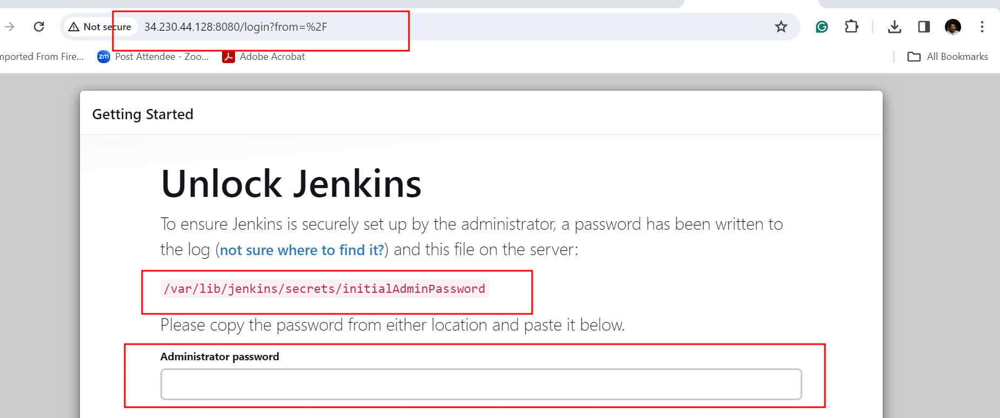 Not secure 34.230.44.128:8080/login?from=%2F
mported From Fire... zm Post Attendee - Zoo... Adobe Acrobat All Bookmarks
Getting Started
Unlock Jenkins
To ensure Jenkins is securely set up by the administrator, a password has been written to
the log (not sure where to find it?) and this file on the server:
/var/lib/jenkins/secrets/initialAdminPassword
Please copy the password from either location and paste it below.
Administrator password